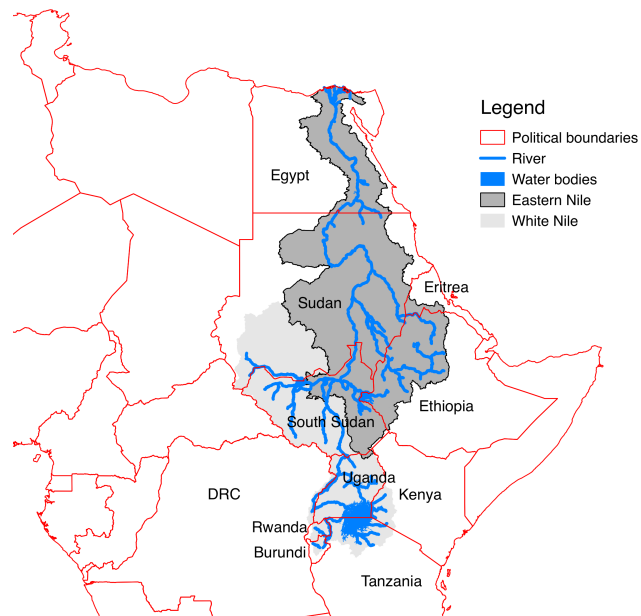 Legend
Political boundaries
River
Water bodies
Eastern Nile
White Nile
Egypt
Eritrea
Sudan
Ethiopia
South Sudan
Uganda
DRC
Kenya
Rwanda
Burundi
Tanzania